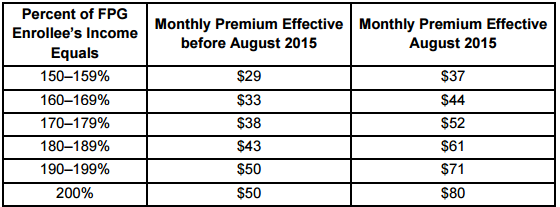 Percent of FPG
Enrollee's Income
Equals
Monthly Premium Effective
before August 2015
Monthly Premium Effective
August 2015
150–159% $29 $37
160–169% $33 $44
170–179% $38 $52
180–189% $43 $61
190–199% $50 $71
200% $50 $80